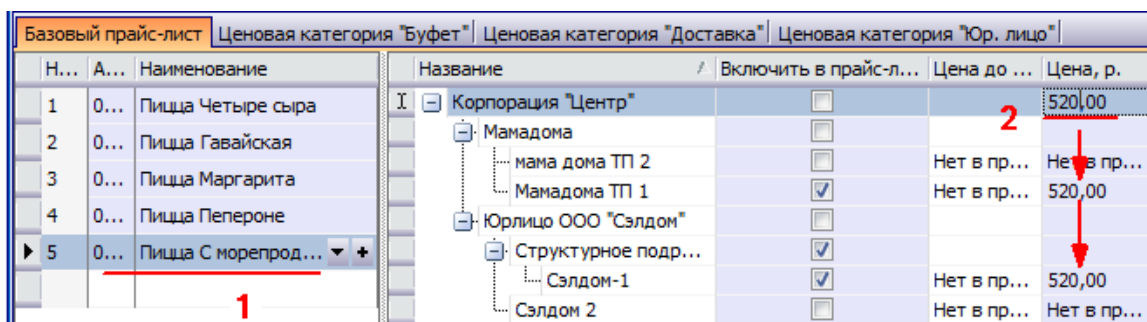 Базовый прайс-лист Ценовая категория "Буфет" Ценовая категория "Доставка" Ценовая категория "Юр. лицо"
Н... А... Наименование Название Включить в прайс-л... Цена до ... Цена, р.
1 0... Пицца Четыре сыра Корпорация "Центр" 520,00
2 0... Пицца Гавайская Мамадома 2
3 0... Пицца Маргарита мама дома ТП 2 Нет в пр... Нет в пр...
Мамадома ТП 1 Нет в пр... 520,00
4 0... Пицца Пепероне Юрлицо ООО "Сэлдом"
5 0... Пицца С морепрод... Структурное подр...
Сэлдом-1 Нет в пр... 520,00
1 Сэлдом 2 Нет в пр... Нет в пр...